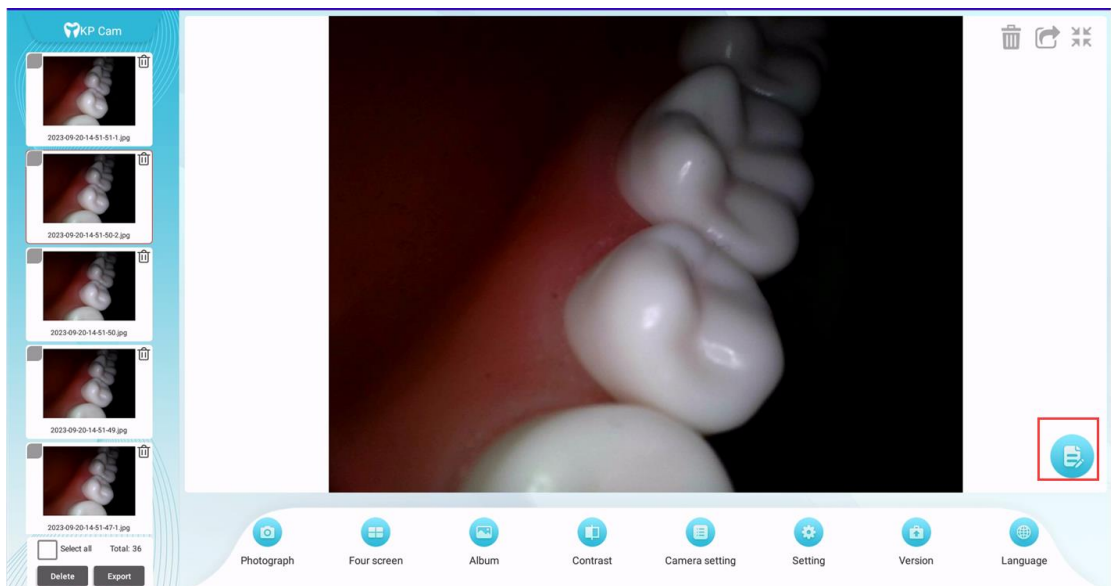 KP Cam
2023-09-20-14-51-51-1.jpg
2023-09-20-14-51-50-2.jpg
2023-09-20-14-51-50.jpg
2023-09-20-14-51-49.jpg
2023-09-20-14-51-47-1.jpg
Select all Total: 36
Delete Export
Photograph Four screen Album Contrast Camera setting Setting Version Language